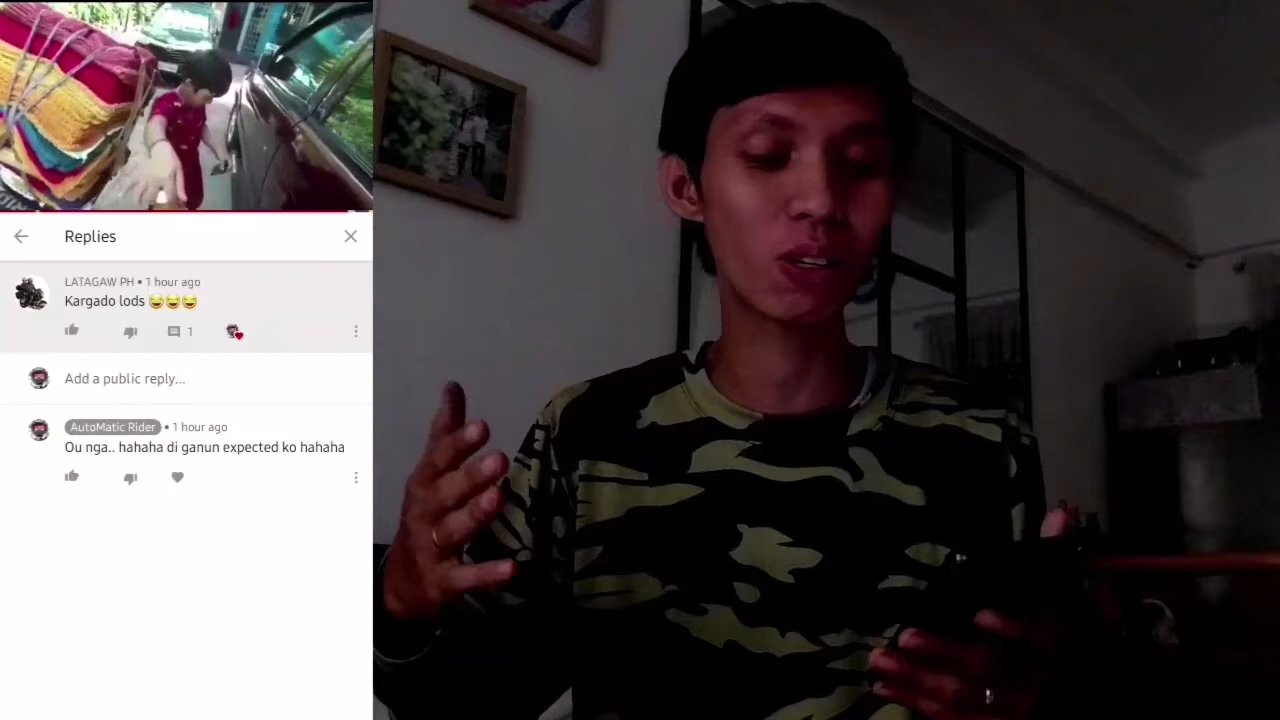 Replies
LATAGAW PH • 1 hour ago
Kargado lods 😂😂😂
1
Add a public reply...
AutoMatic Rider • 1 hour ago
Ou nga.. hahaha di ganun expected ko hahaha